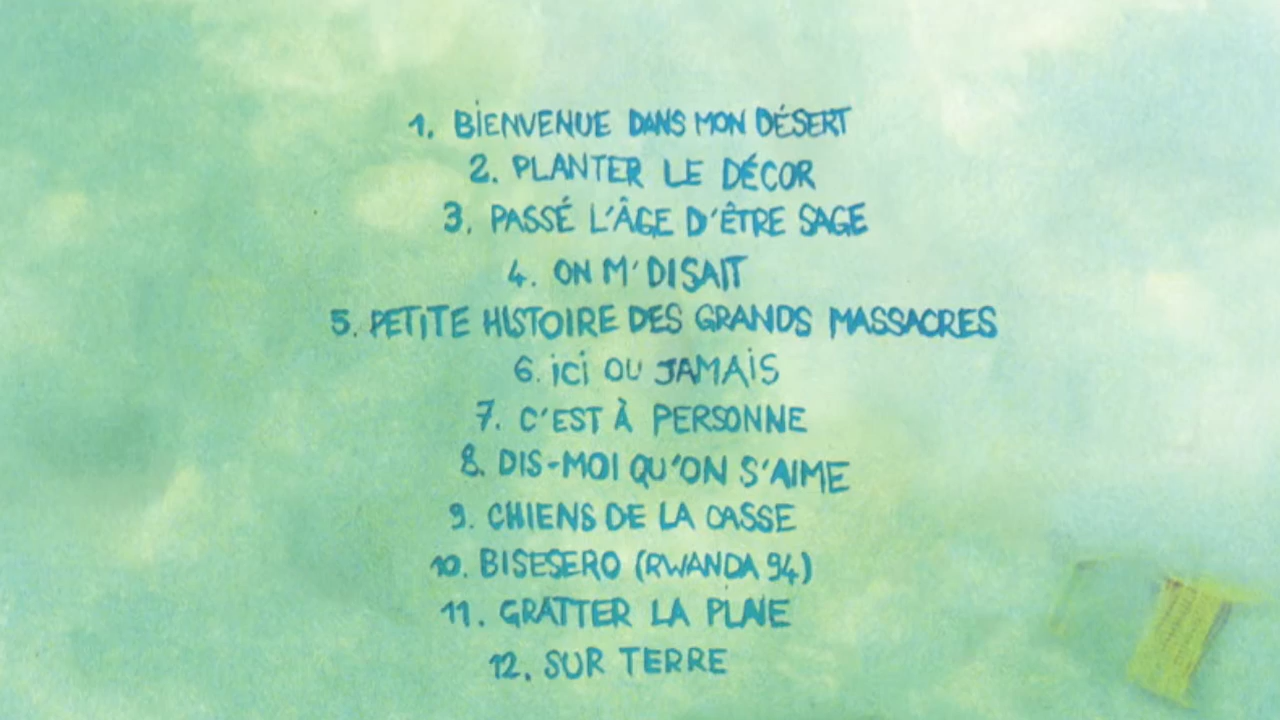 1. BIENVENUE DANS MON DÉSERT
2. PLANTER LE DÉCOR
3. PASSÉ L'ÂGE D'ÊTRE SAGE
4. ON M'DISAIT
5. PETITE HISTOIRE DES GRANDS MASSACRES
6. ICI OU JAMAIS
7. C'EST À PERSONNE
8. DIS-MOI QU'ON S'AIME
9. CHIENS DE LA CASSE
10. BISESERO (RWANDA 94)
11. GRATTER LA PLAIE
12. SUR TERRE